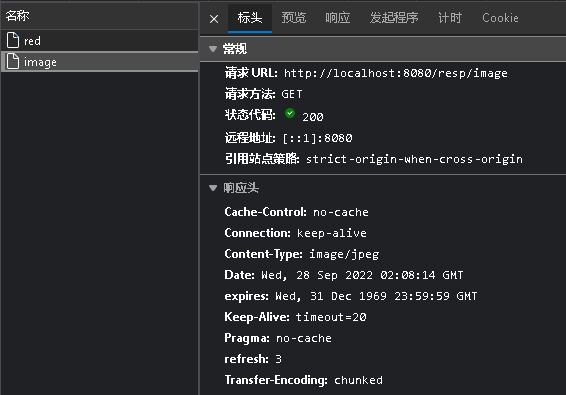 名称
red
image
× 标头 预览 响应 发起程序 计时 Cookie
▼ 常规
请求 URL: http://localhost:8080/resp/image
请求方法: GET
状态代码: 200
远程地址: [::1]:8080
引用站点策略: strict-origin-when-cross-origin
▼ 响应头
Cache-Control: no-cache
Connection: keep-alive
Content-Type: image/jpeg
Date: Wed, 28 Sep 2022 02:08:14 GMT
expires: Wed, 31 Dec 1969 23:59:59 GMT
Keep-Alive: timeout=20
Pragma: no-cache
refresh: 3
Transfer-Encoding: chunked